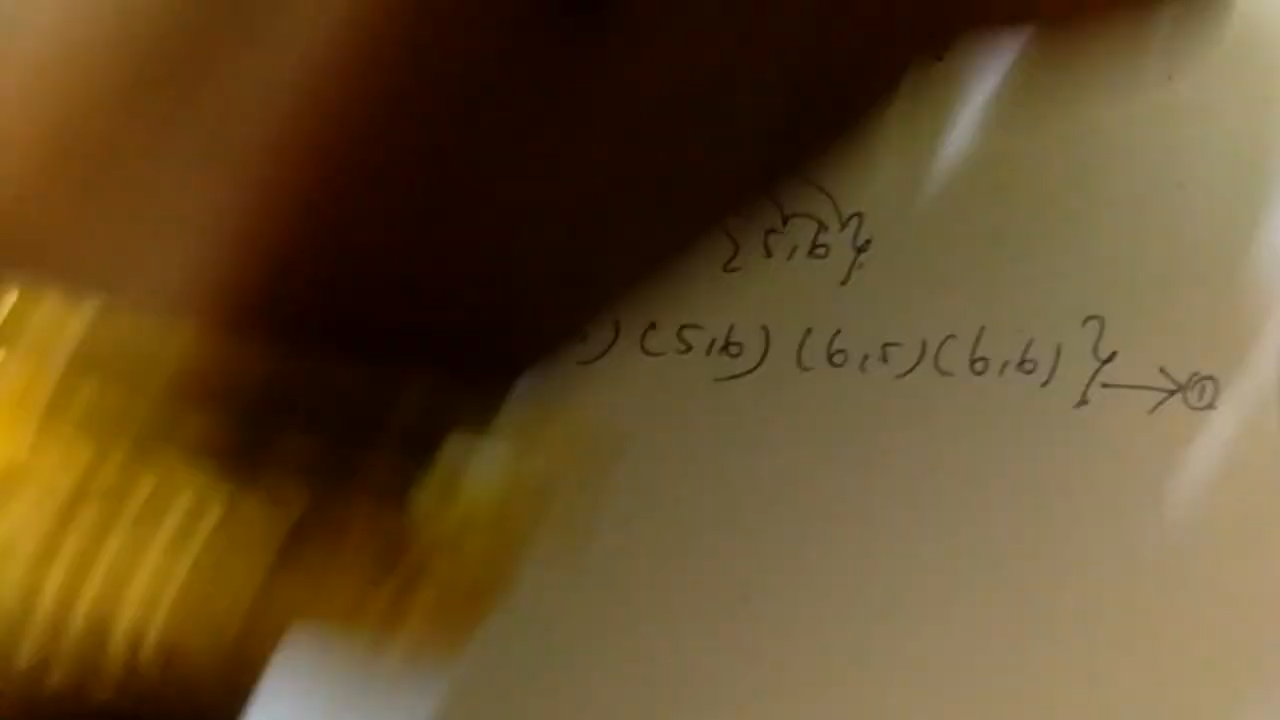 {5,6}
) (5,6) (6,5) (6,6) } → ①